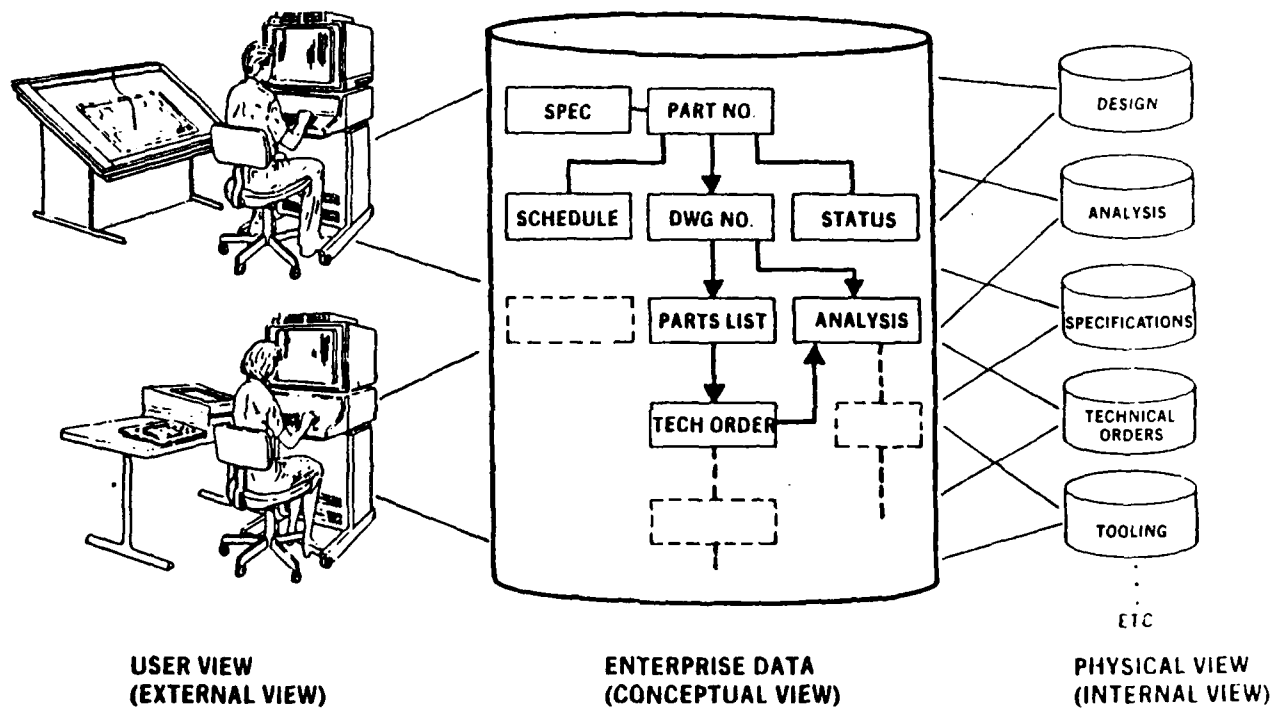 SPEC
PART NO.
SCHEDULE
DWG NO.
STATUS
PARTS LIST
ANALYSIS
TECH ORDER
DESIGN
ANALYSIS
SPECIFICATIONS
TECHNICAL
ORDERS
TOOLING
ETC
USER VIEW
(EXTERNAL VIEW)
ENTERPRISE DATA
(CONCEPTUAL VIEW)
PHYSICAL VIEW
(INTERNAL VIEW)